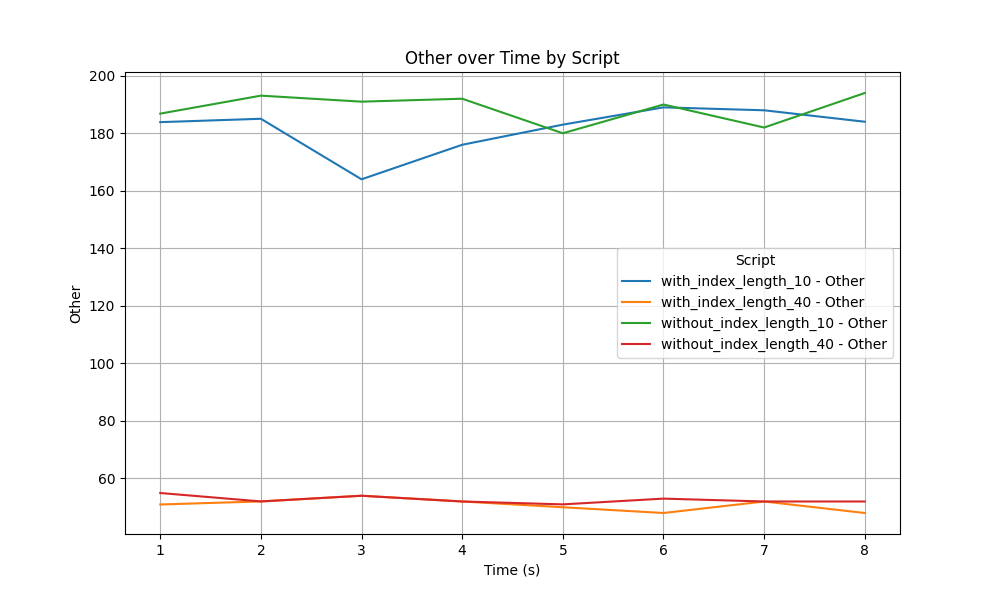 Other over Time by Script
200
180
160
140
120
100
80
60
Other
Script
with_index_length_10 - Other
with_index_length_40 - Other
without_index_length_10 - Other
without_index_length_40 - Other
1 2 3 4 5 6 7 8
Time (s)